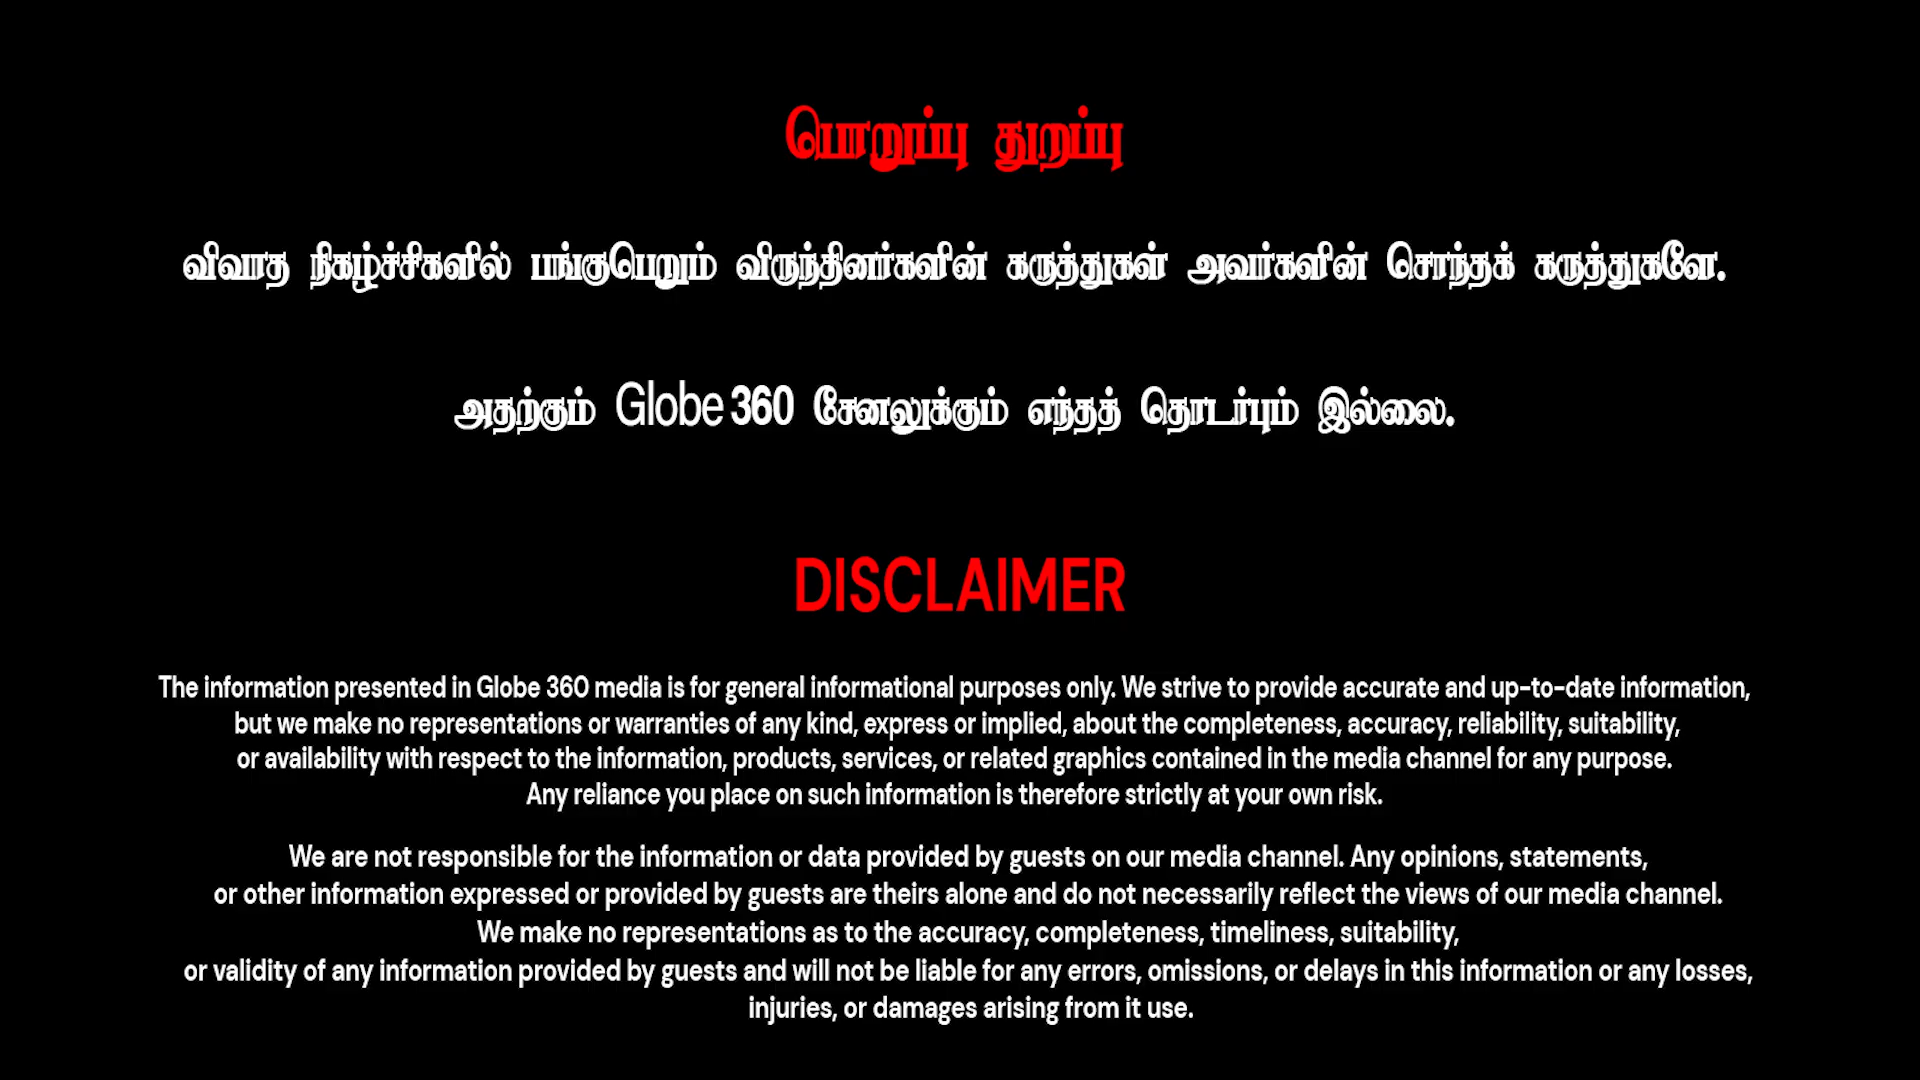 பொறுப்பு துறப்பு
விவாத நிகழ்ச்சிகளில் பங்குபெறும் விருந்தினர்களின் கருத்துகள் அவர்களின் சொந்தக் கருத்துகளே.
அதற்கும் Globe 360 சேனலுக்கும் எந்தத் தொடர்பும் இல்லை.
DISCLAIMER
The information presented in Globe 360 media is for general informational purposes only. We strive to provide accurate and up-to-date information,
but we make no representations or warranties of any kind, express or implied, about the completeness, accuracy, reliability, suitability,
or availability with respect to the information, products, services, or related graphics contained in the media channel for any purpose.
Any reliance you place on such information is therefore strictly at your own risk.
We are not responsible for the information or data provided by guests on our media channel. Any opinions, statements,
or other information expressed or provided by guests are theirs alone and do not necessarily reflect the views of our media channel.
We make no representations as to the accuracy, completeness, timeliness, suitability,
or validity of any information provided by guests and will not be liable for any errors, omissions, or delays in this information or any losses,
injuries, or damages arising from it use.